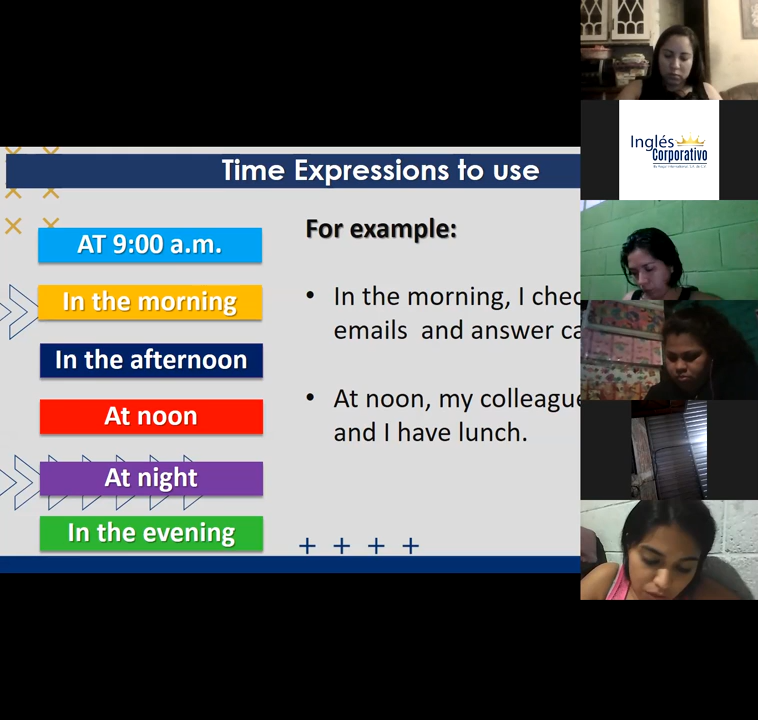 Time Expressions to use
AT 9:00 a.m.
In the morning
In the afternoon
At noon
At night
In the evening
For example:
• In the morning, I chec
emails and answer ca
• At noon, my colleague
and I have lunch.
Inglés
Corporativo